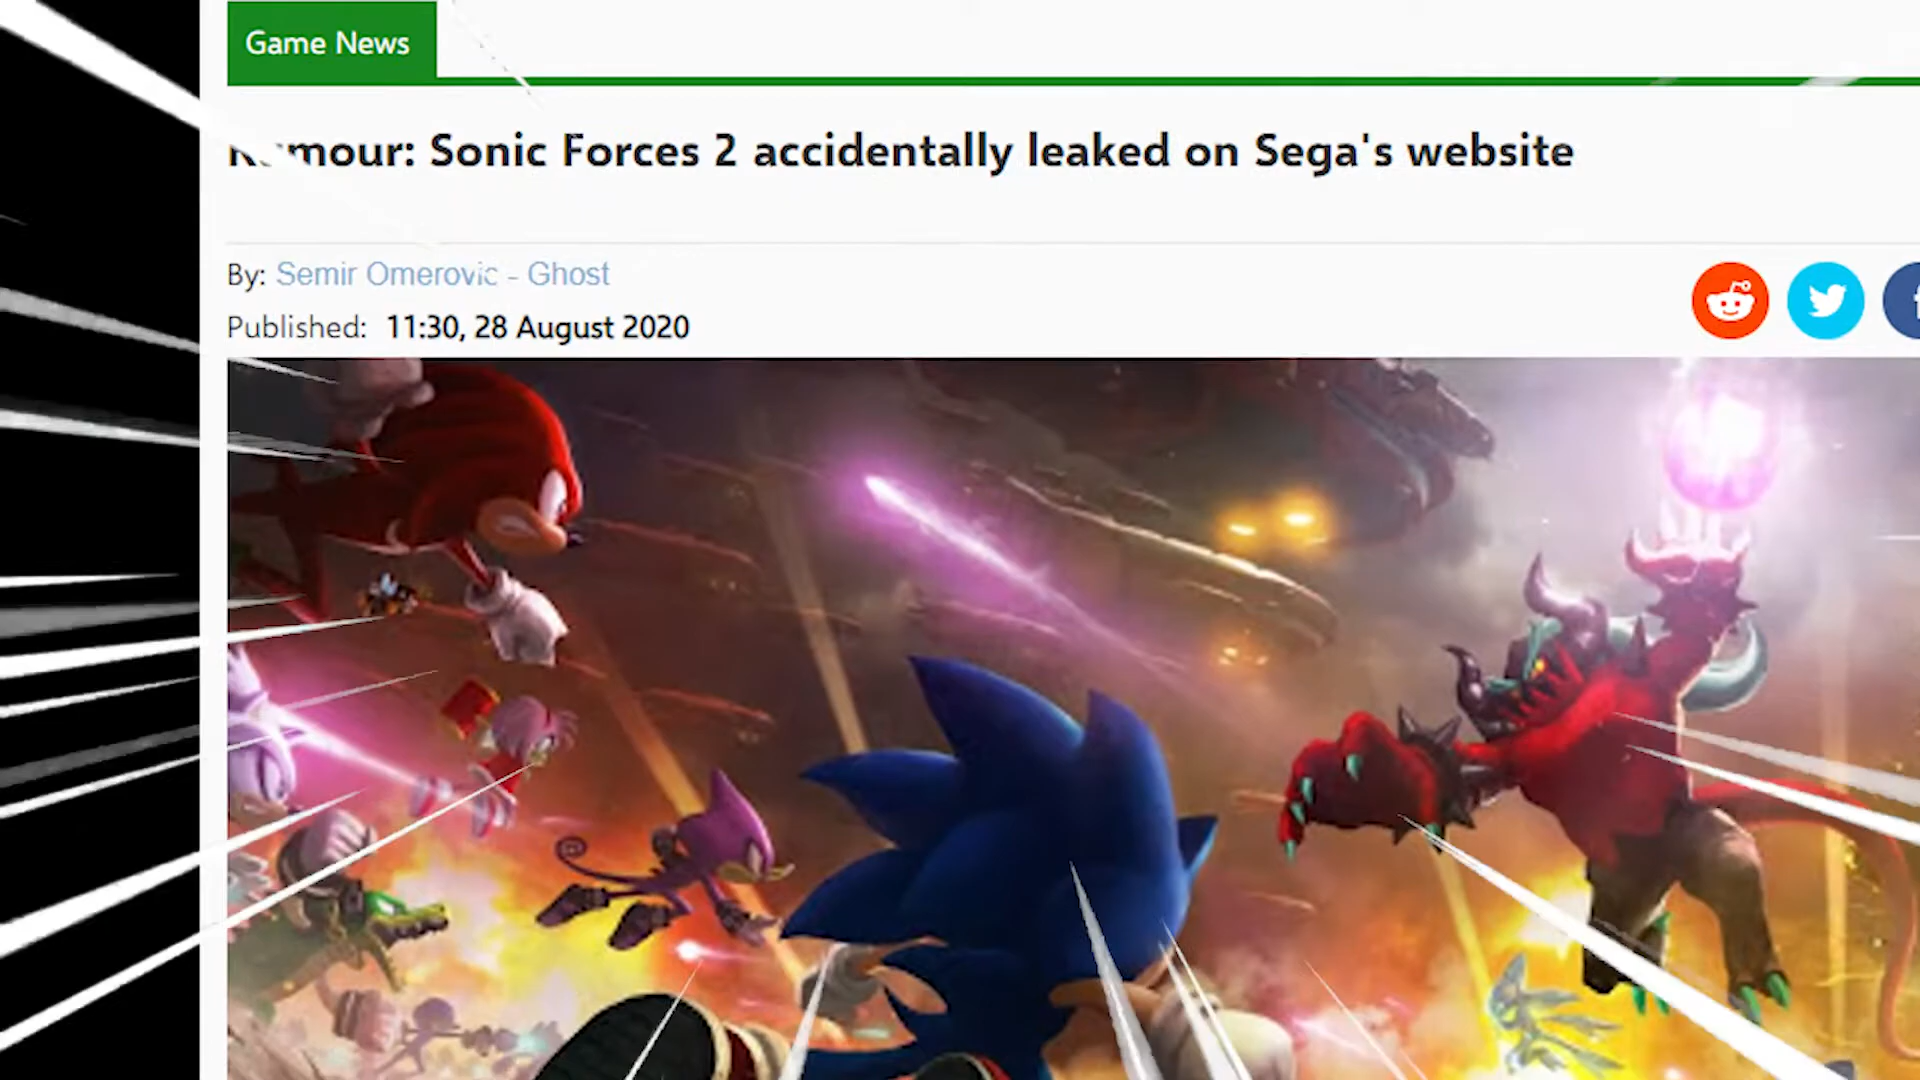 Game News
Rumour: Sonic Forces 2 accidentally leaked on Sega's website
By: Semir Omerovic - Ghost
Published: 11:30, 28 August 2020